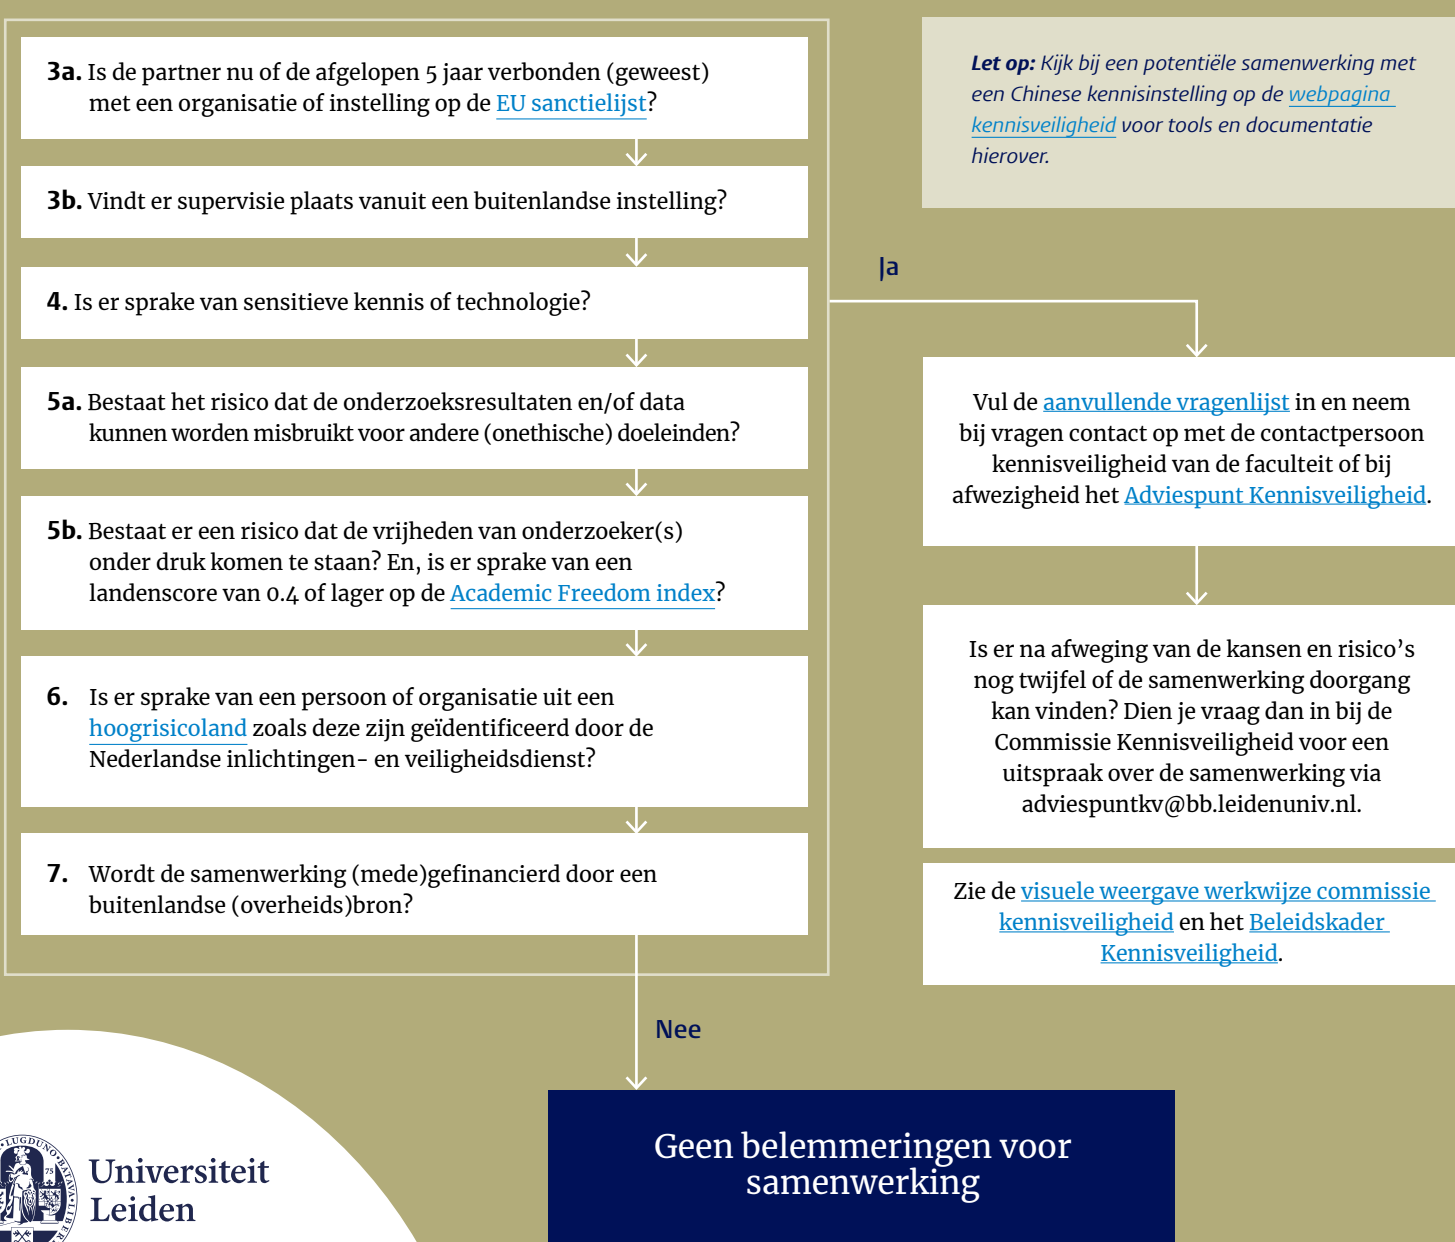 3a. Is de partner nu of de afgelopen 5 jaar verbonden (geweest)
met een organisatie of instelling op de EU sanctielijst?
3b. Vindt er supervisie plaats vanuit een buitenlandse instelling?
4. Is er sprake van sensitieve kennis of technologie?
5a. Bestaat het risico dat de onderzoeksresultaten en/of data
kunnen worden misbruikt voor andere (onethische) doeleinden?
5b. Bestaat er een risico dat de vrijheden van onderzoeker(s)
onder druk komen te staan? En, is er sprake van een
landenscore van 0.4 of lager op de Academic Freedom index?
6. Is er sprake van een persoon of organisatie uit een
hoogrisicoland zoals deze zijn geïdentificeerd door de
Nederlandse inlichtingen- en veiligheidsdienst?
7. Wordt de samenwerking (mede)gefinancierd door een
buitenlandse (overheids)bron?
Let op: Kijk bij een potentiële samenwerking met
een Chinese kennisinstelling op de webpagina
kennisveiligheid voor tools en documentatie
hierover.
Ja
Vul de aanvullende vragenlijst in en neem
bij vragen contact op met de contactpersoon
kennisveiligheid van de faculteit of bij
afwezigheid het Adviespunt Kennisveiligheid.
Is er na afweging van de kansen en risico's
nog twijfel of de samenwerking doorgang
kan vinden? Dien je vraag dan in bij de
Commissie Kennisveiligheid voor een
uitspraak over de samenwerking via
adviespuntkv@bb.leidenuniv.nl.
Zie de visuele weergave werkwijze commissie
kennisveiligheid en het Beleidskader
Kennisveiligheid.
Nee
Geen belemmeringen voor
samenwerking
Universiteit
Leiden